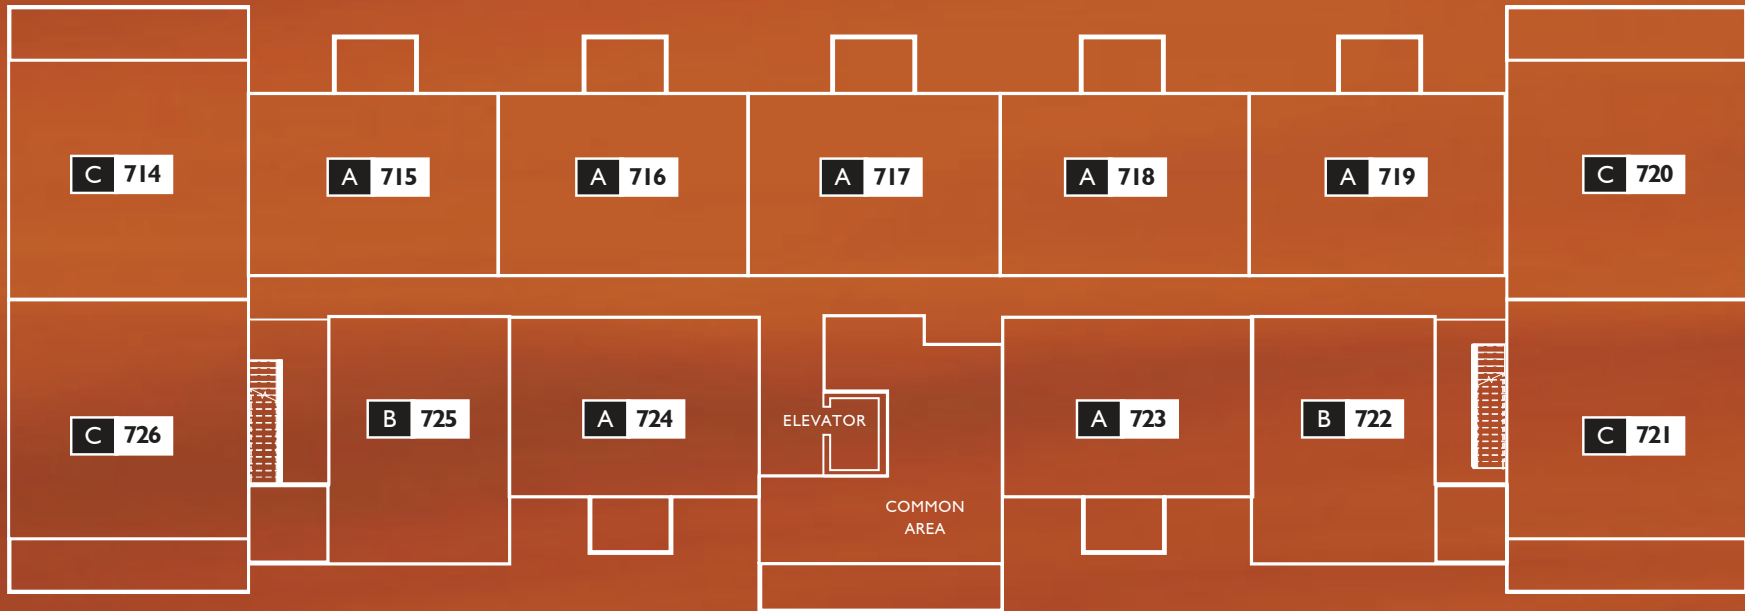 C 714
A 715
A 716
A 717
A 718
A 719
C 720
C 726
B 725
A 724
ELEVATOR
COMMON
AREA
A 723
B 722
C 721